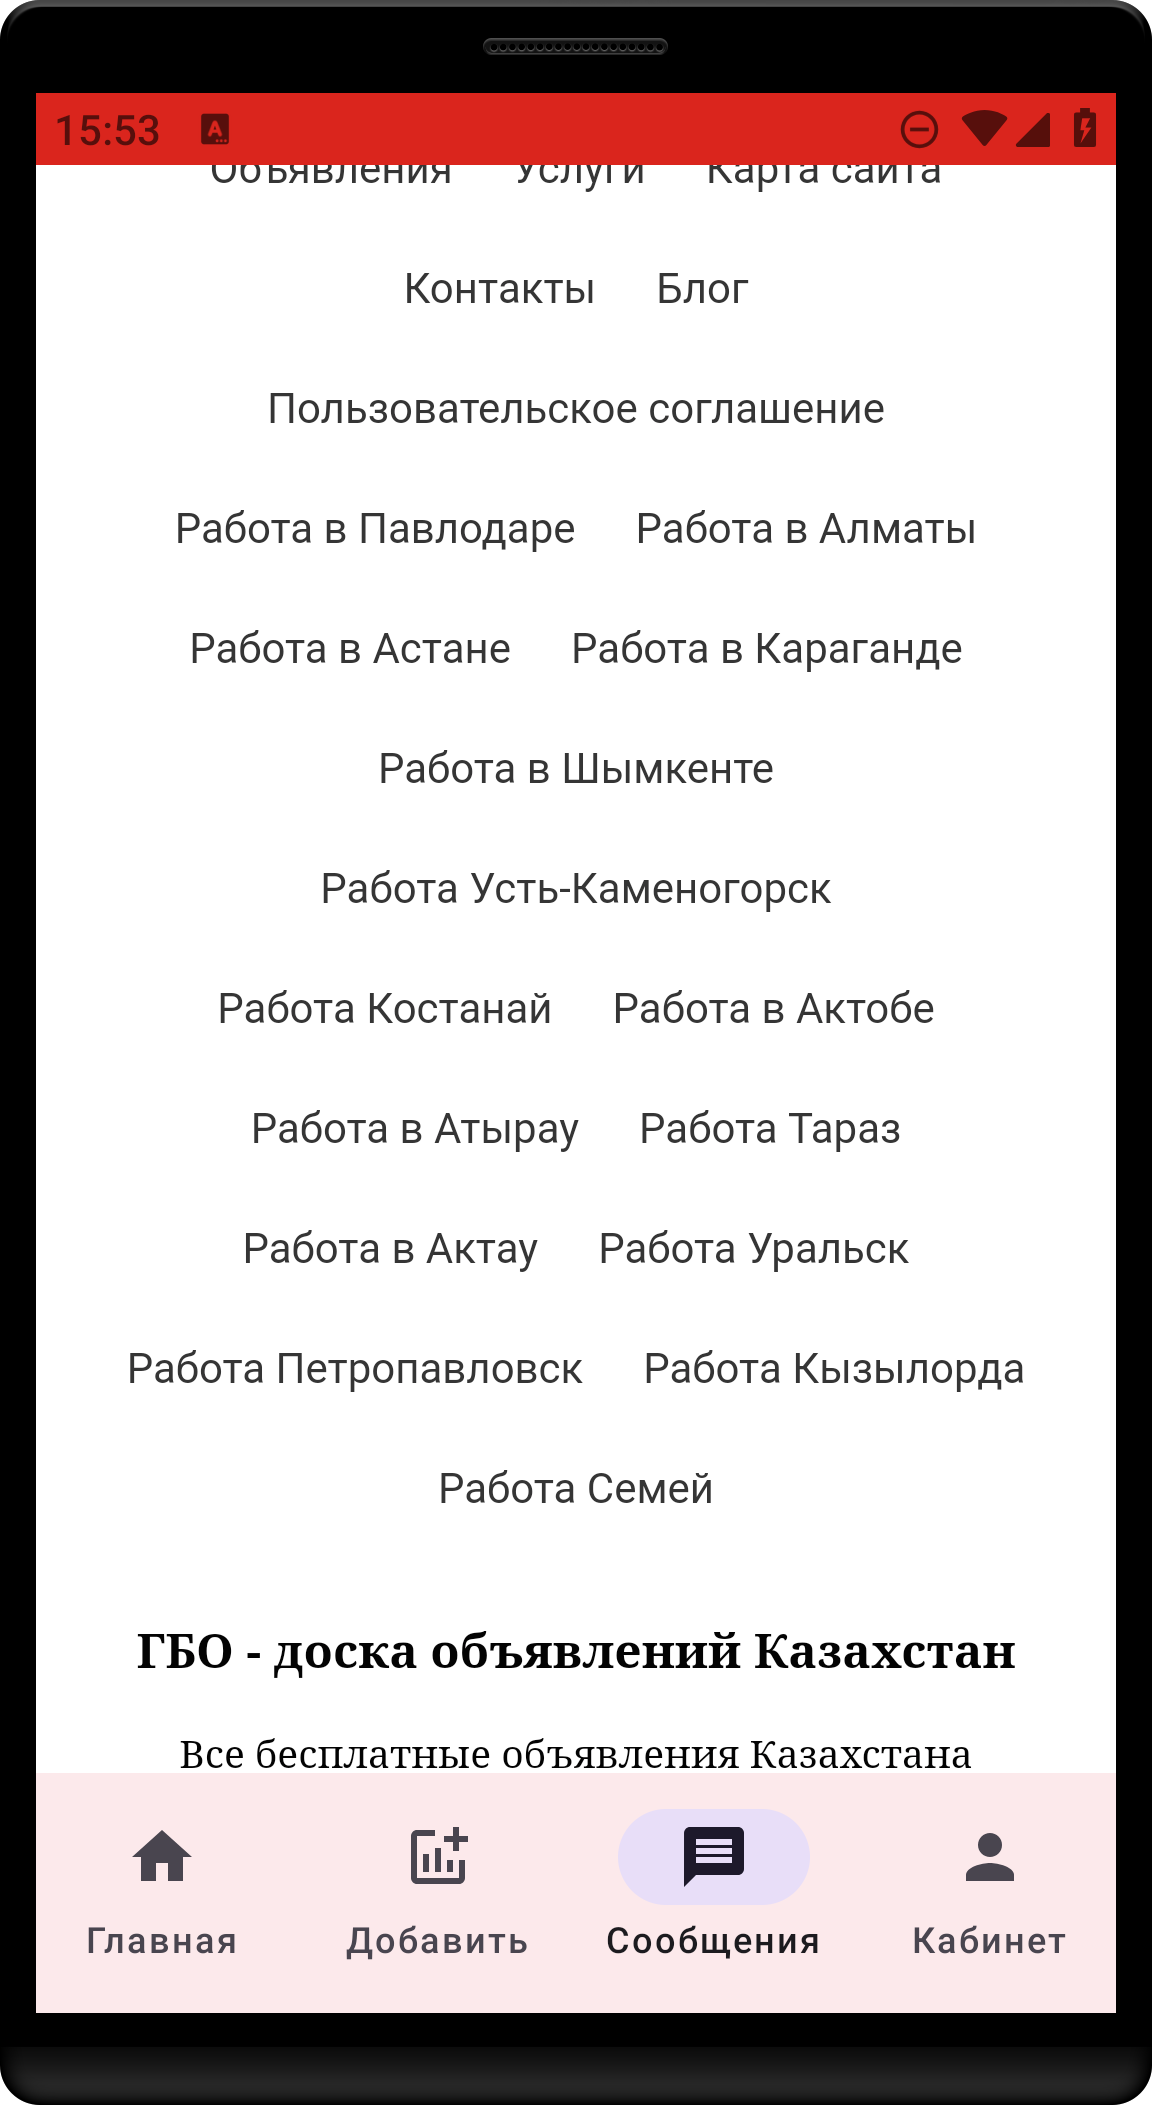 15:53
Объявления Услуги Карта сайта
Контакты Блог
Пользовательское соглашение
Работа в Павлодаре Работа в Алматы
Работа в Астане Работа в Караганде
Работа в Шымкенте
Работа Усть-Каменогорск
Работа Костанай Работа в Актобе
Работа в Атырау Работа Тараз
Работа в Актау Работа Уральск
Работа Петропавловск Работа Кызылорда
Работа Семей
ГБО - доска объявлений Казахстан
Все бесплатные объявления Казахстана
Главная Добавить Сообщения Кабинет